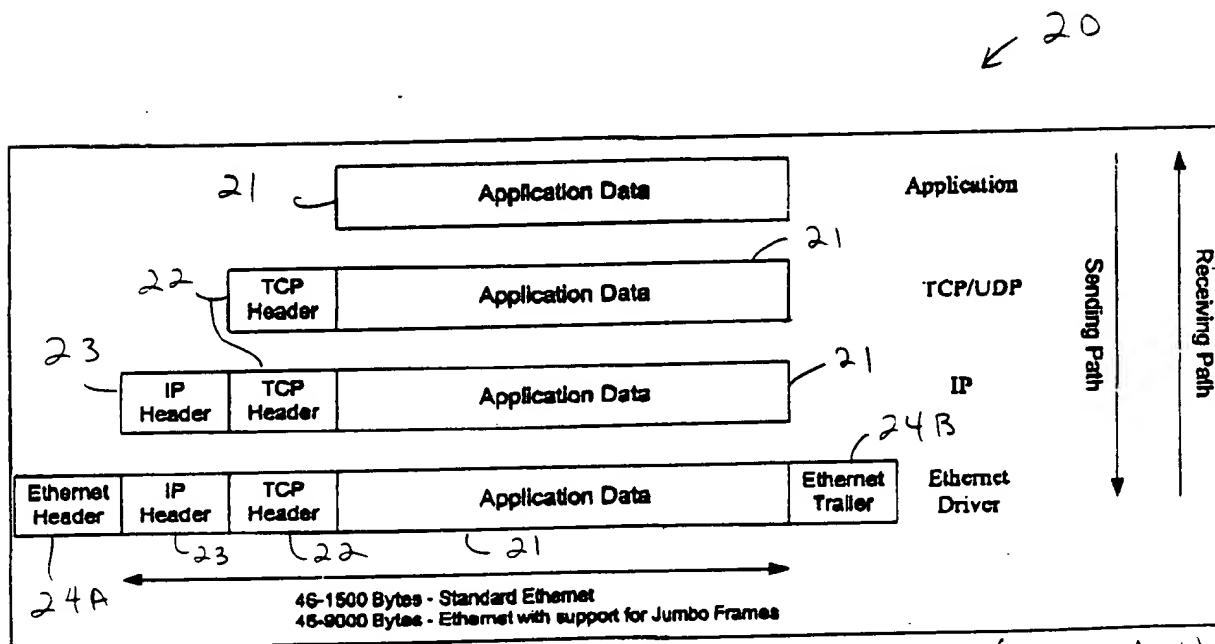 20
21 Application Data Application
21
22 TCP Header Application Data TCP/UDP
23 IP Header TCP Header Application Data 21 IP
24B
Ethernet Header IP Header TCP Header Application Data Ethernet Trailer Ethernet Driver
23 22 21
24A
46-1500 Bytes - Standard Ethernet
46-9000 Bytes - Ethernet with support for Jumbo Frames
Sending Path
Receiving Path